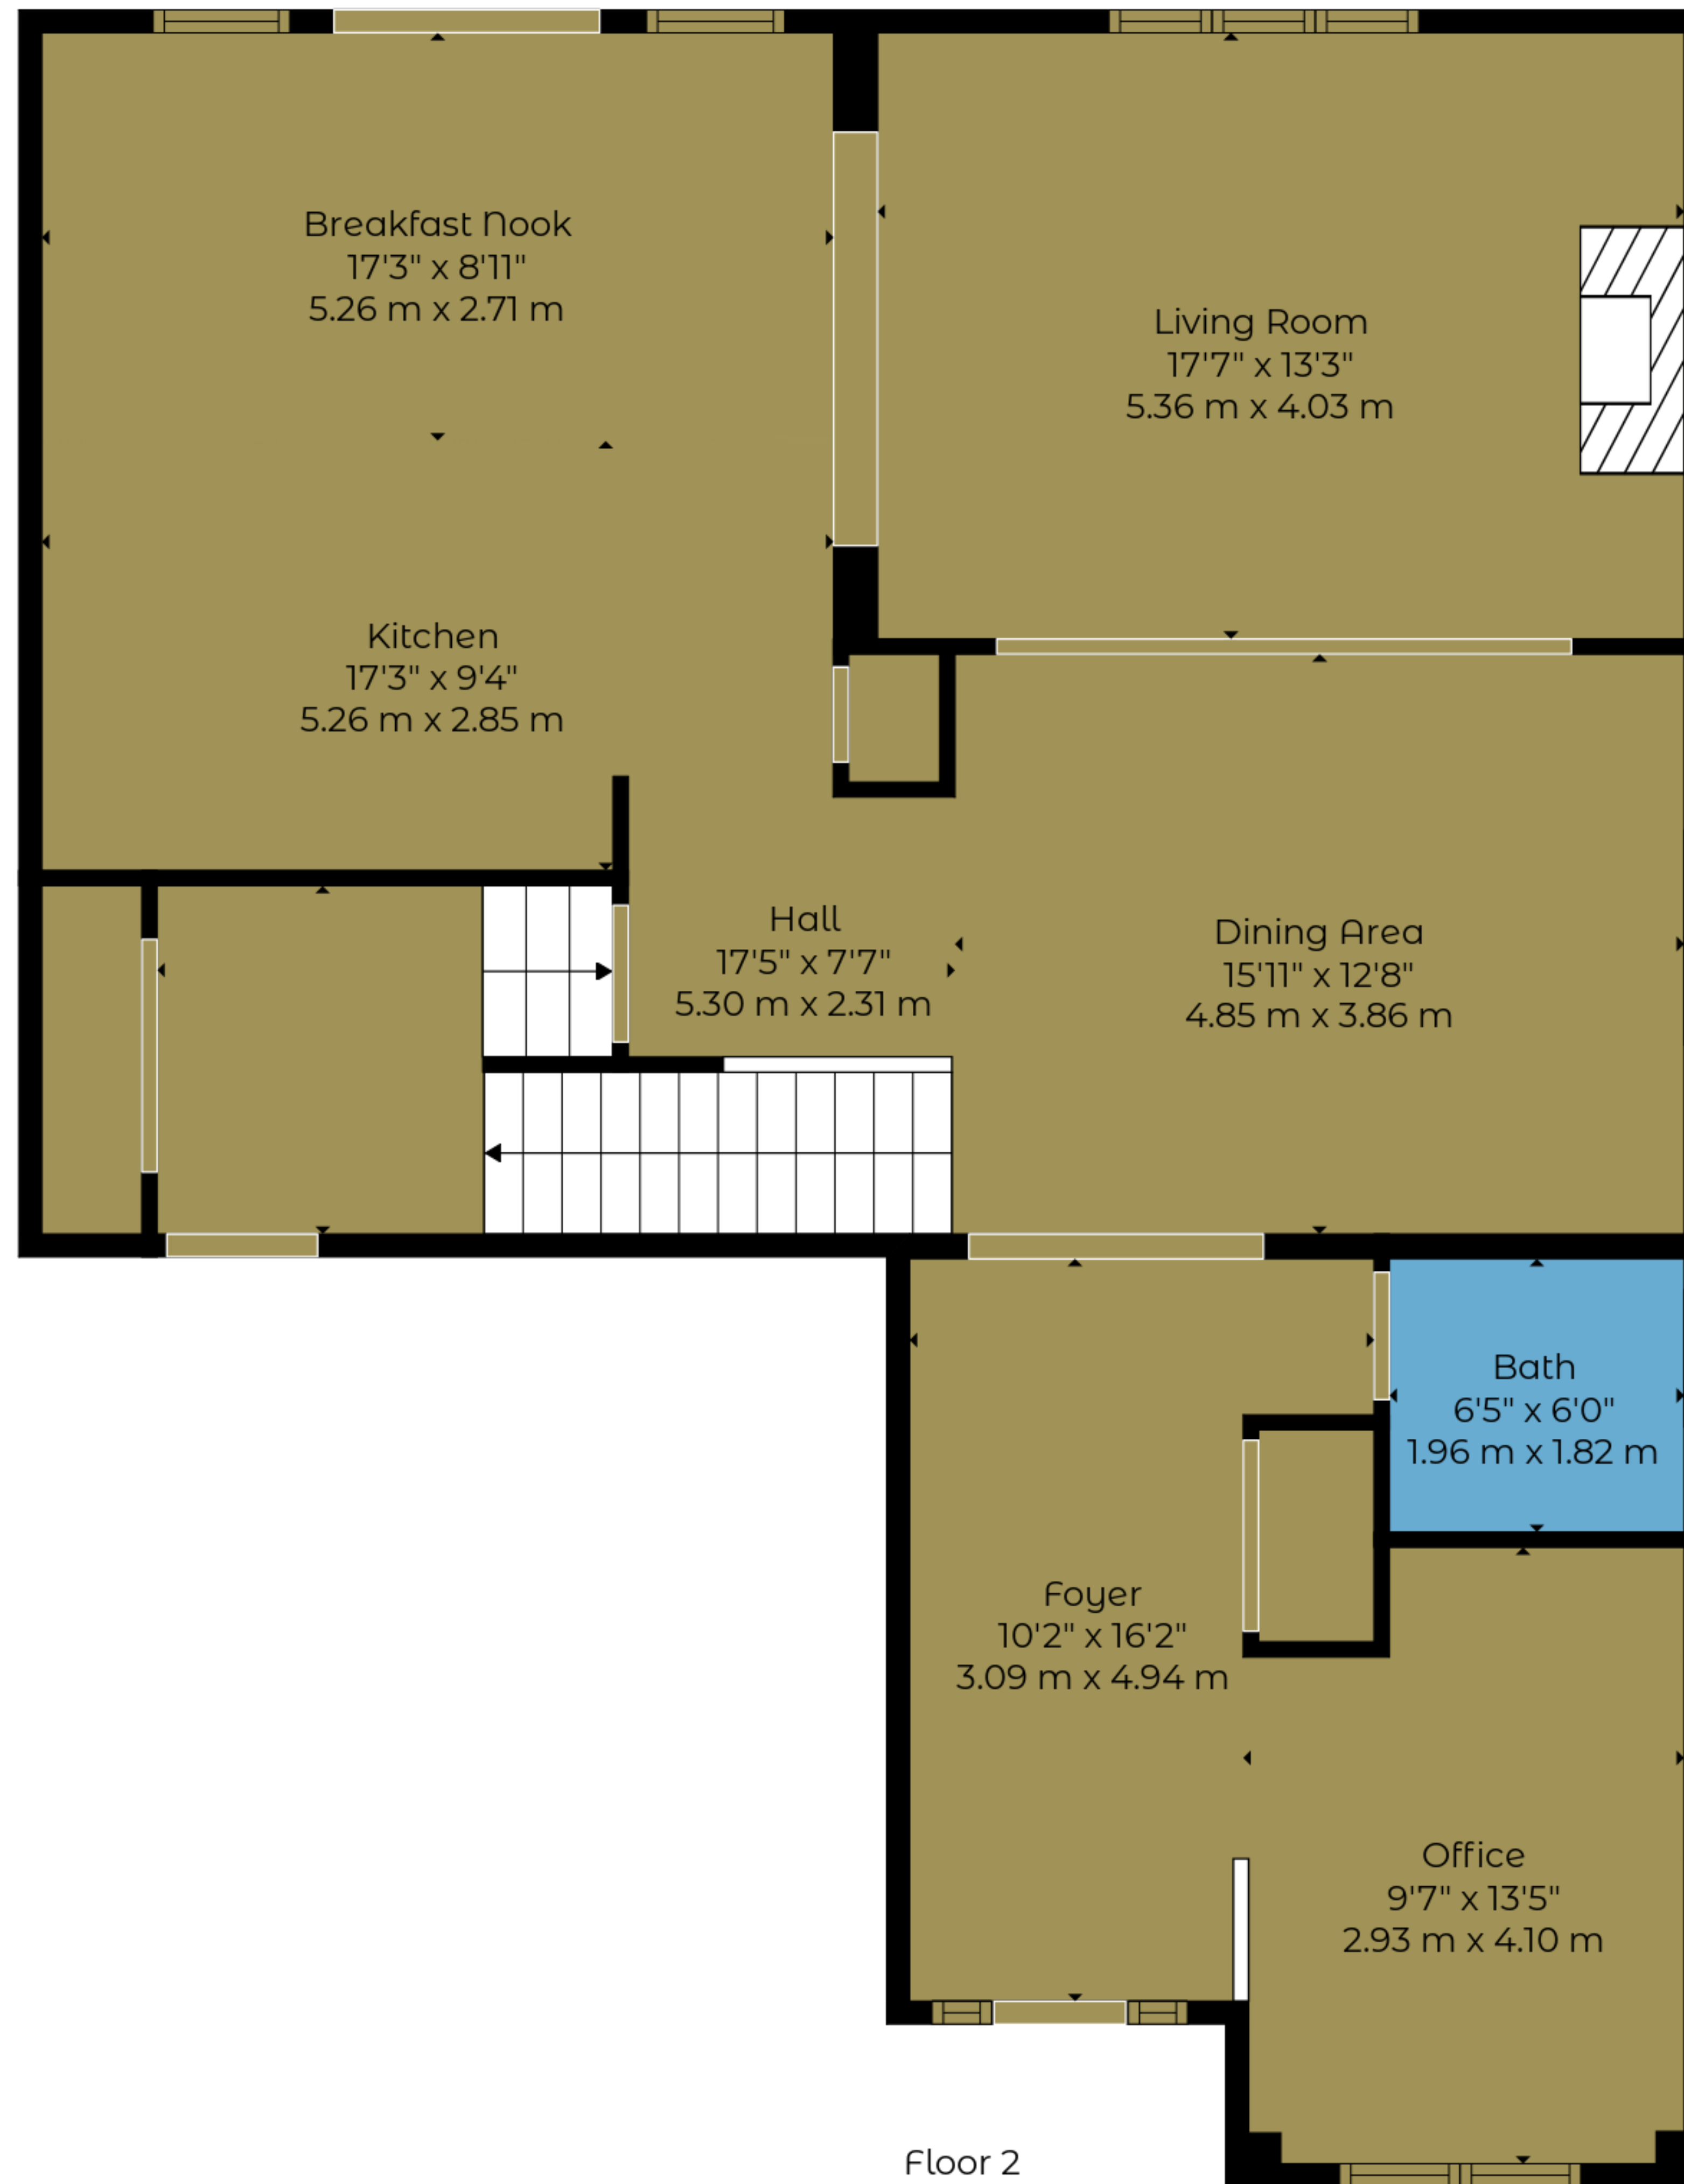 Breakfast Nook
17'3" x 8'11"
5.26 m x 2.71 m
Living Room
17'7" x 13'3"
5.36 m x 4.03 m
Kitchen
17'3" x 9'4"
5.26 m x 2.85 m
Hall
17'5" x 7'7"
5.30 m x 2.31 m
Dining Area
15'11" x 12'8"
4.85 m x 3.86 m
Bath
6'5" x 6'0"
1.96 m x 1.82 m
Foyer
10'2" x 16'2"
3.09 m x 4.94 m
Office
9'7" x 13'5"
2.93 m x 4.10 m
Floor 2